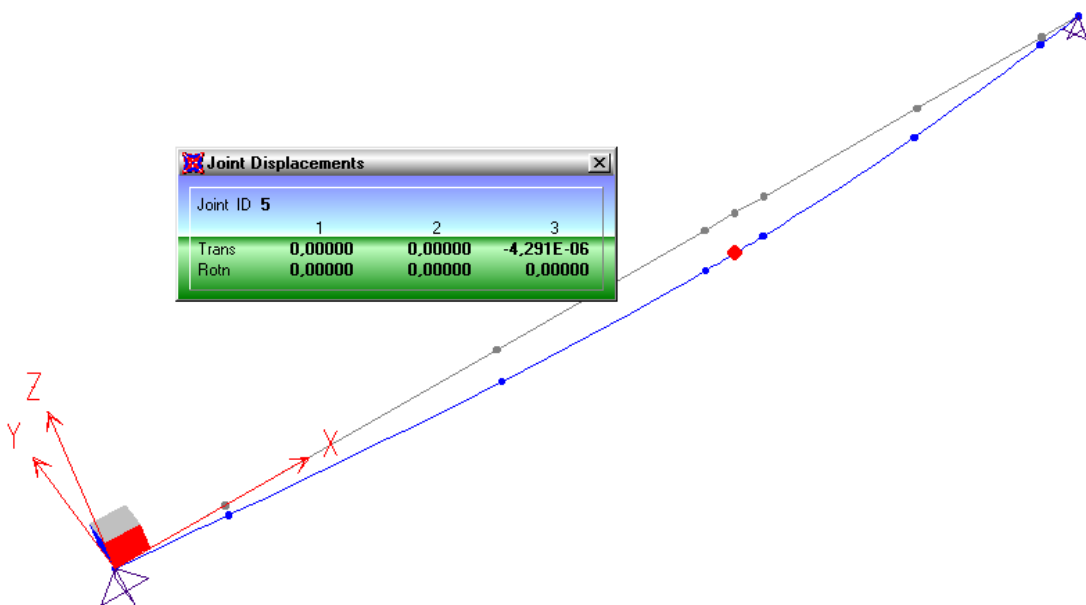 Joint Displacements
Joint ID 5
1 2 3
Trans 0,00000 0,00000 -4,291E-06
Rotn 0,00000 0,00000 0,00000
Z
Y
X